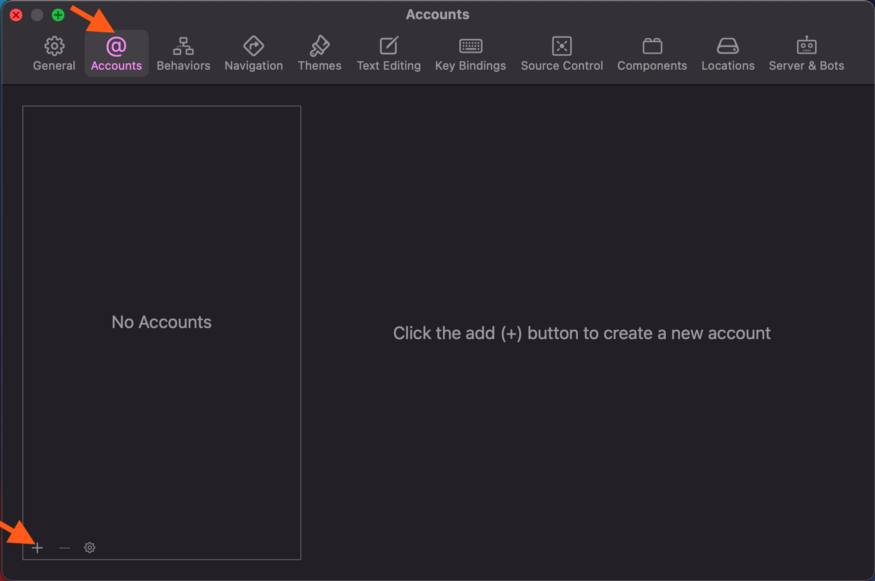 Accounts
General
Accounts
Behaviors
Navigation
Themes
Text Editing
Key Bindings
Source Control
Components
Locations
Server & Bots
No Accounts
Click the add (+) button to create a new account